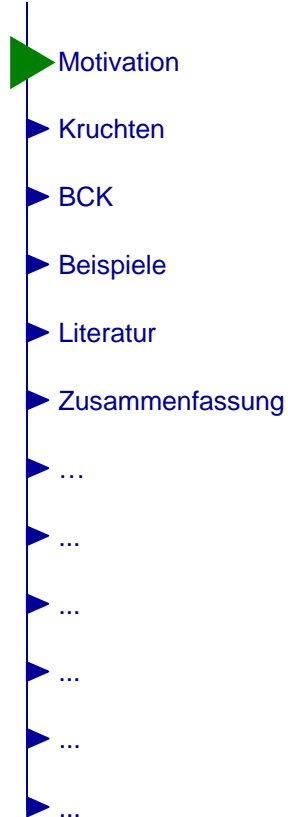 Motivation
Kruchten
BCK
Beispiele
Literatur
Zusammenfassung
…
...
...
...
...
...